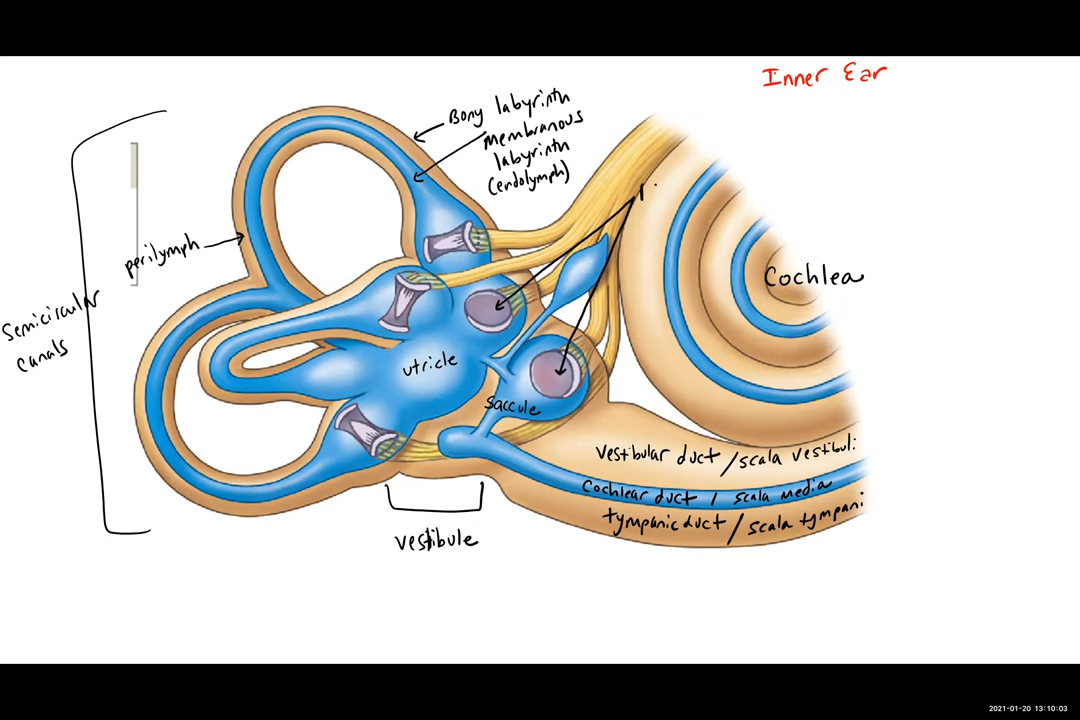 Inner Ear
Bony labyrinth
membranous
labyrinth
(endolymph)
perilymph
Semicircular
canals
Cochlea
utricle
Saccule
vestibular duct / scala vestibuli
Cochlear duct / scala media
tympanic duct / scala tympani
vestibule
2021-01-20 13:10:03